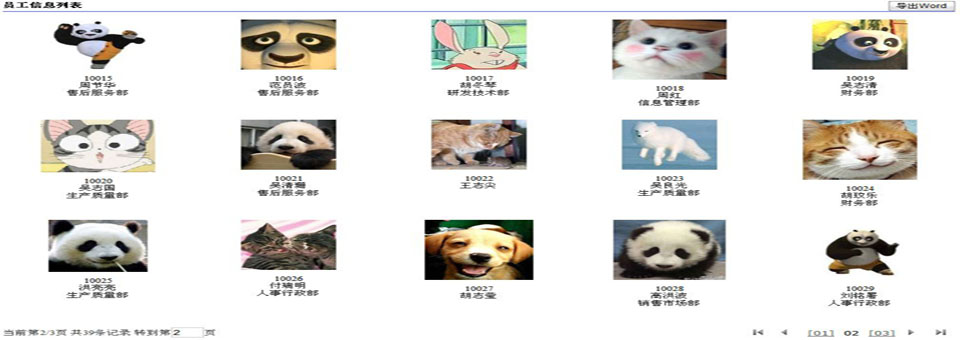 员工信息列表
导出Word
10015
周节华
售后服务部
10016
范员波
售后服务部
10017
胡冬琴
研发技术部
10018
周红
信息管理部
10019
吴志清
财务部
10020
吴志国
生产质量部
10021
吴清珊
售后服务部
10022
王志尖
10023
吴良光
生产质量部
10024
胡玟乐
财务部
10025
洪亮亮
生产质量部
10026
付瑞明
人事行政部
10027
胡志莹
10028
高洪波
销售市场部
10029
刘铭署
人事行政部
当前第2/3页 共39条记录 转到第2页
[01] 02 [03]